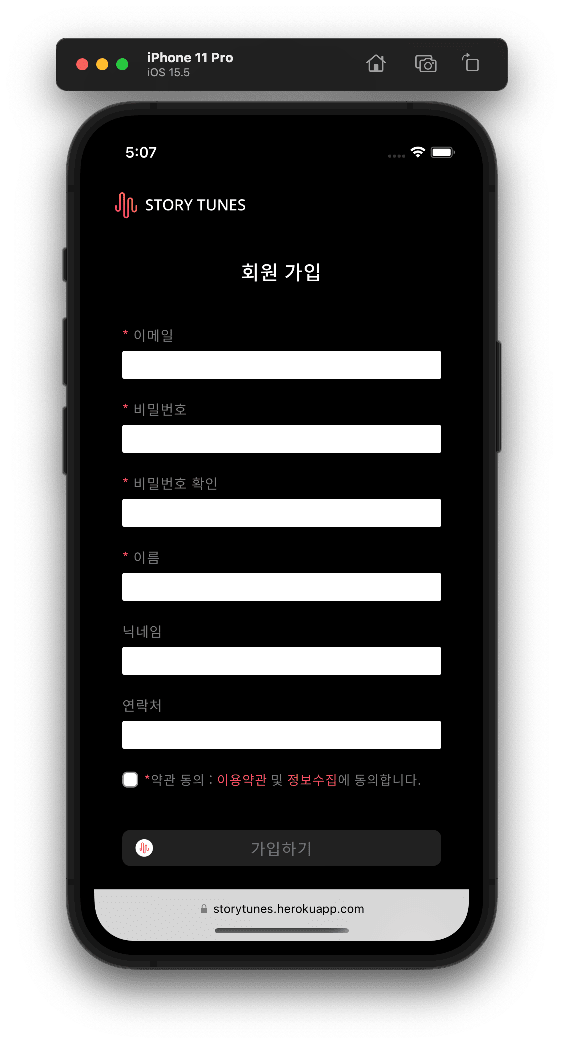 iPhone 11 Pro
iOS 15.5
5:07
STORY TUNES
회원 가입
* 이메일
* 비밀번호
* 비밀번호 확인
* 이름
닉네임
연락처
*약관 동의 : 이용약관 및 정보수집에 동의합니다.
가입하기
storytunes.herokuapp.com